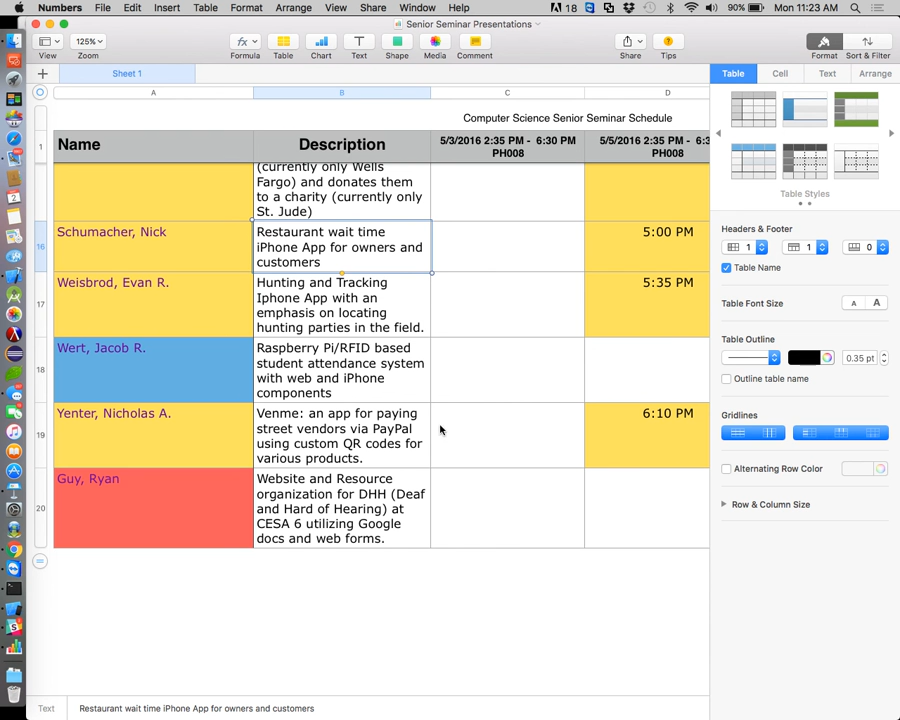 Numbers File Edit Insert Table Format Arrange View Share Window Help 18 90% Mon 11:23 AM
Senior Seminar Presentations
125%
View Zoom Formula Table Chart Text Shape Media Comment Share Tips Format Sort & Filter
Sheet 1
Table Cell Text Arrange
A B C D
Computer Science Senior Seminar Schedule
1
Name
Description
5/3/2016 2:35 PM - 6:30 PM
PH008
5/5/2016 2:35 PM - 6:3
PH008
(currently only Wells
Fargo) and donates them
to a charity (currently only
St. Jude)
16
Schumacher, Nick
Restaurant wait time
iPhone App for owners and
customers
5:00 PM
17
Weisbrod, Evan R.
Hunting and Tracking
Iphone App with an
emphasis on locating
hunting parties in the field.
5:35 PM
18
Wert, Jacob R.
Raspberry Pi/RFID based
student attendance system
with web and iPhone
components
19
Yenter, Nicholas A.
Venme: an app for paying
street vendors via PayPal
using custom QR codes for
various products.
6:10 PM
20
Guy, Ryan
Website and Resource
organization for DHH (Deaf
and Hard of Hearing) at
CESA 6 utilizing Google
docs and web forms.
Table Styles
Headers & Footer
1 1 0
Table Name
Table Font Size
A A
Table Outline
0.35 pt
Outline table name
Gridlines
Alternating Row Color
Row & Column Size
Text Restaurant wait time iPhone App for owners and customers